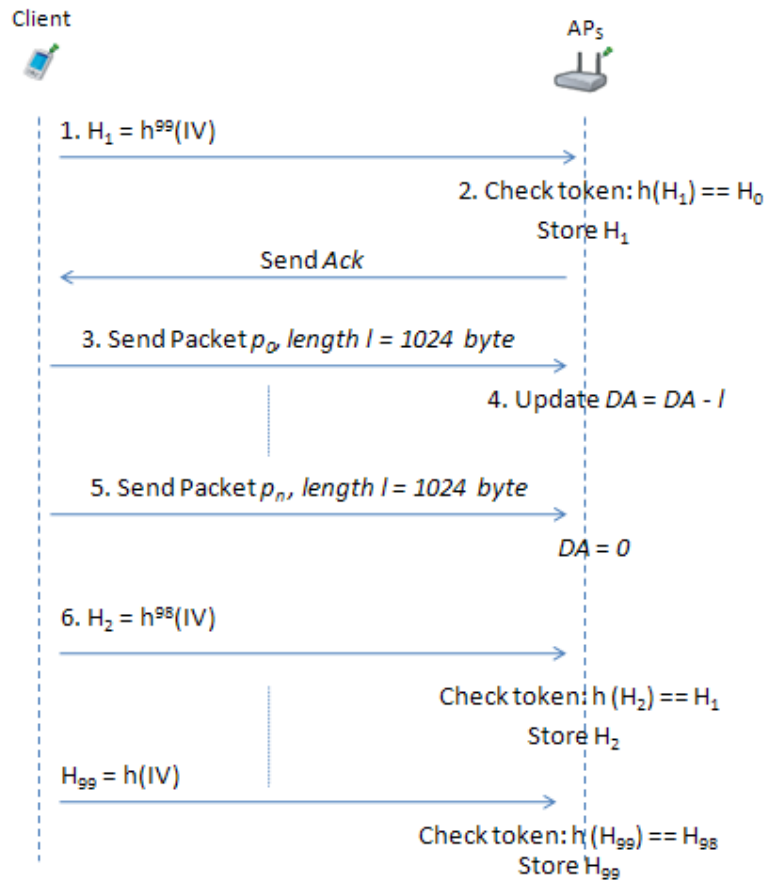 Client
APs
1. H1 = h99(IV)
2. Check token: h(H1) == H0
Store H1
Send Ack
3. Send Packet p0, length l = 1024 byte
4. Update DA = DA - l
5. Send Packet pn, length l = 1024 byte
DA = 0
6. H2 = h98(IV)
Check token: h (H2) == H1
Store H2
H99 = h(IV)
Check token: h (H99) == H98
Store H99